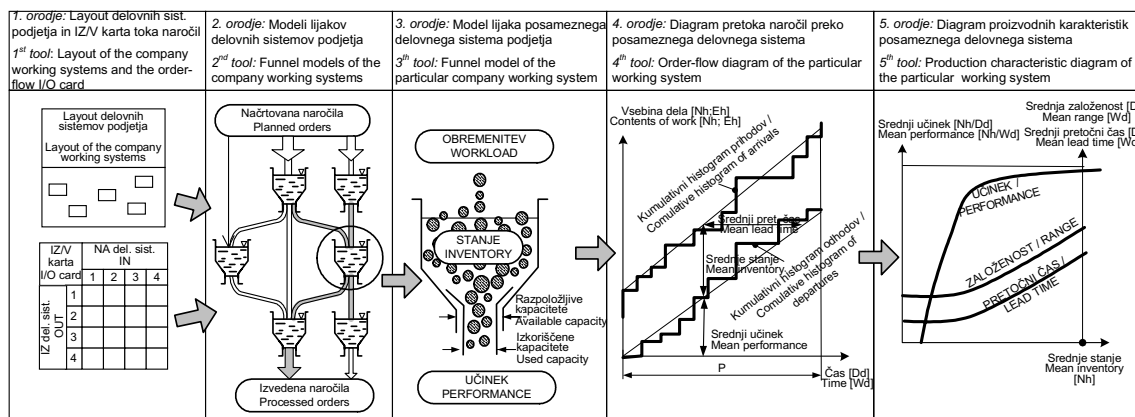 1. orodje: Layout delovnih sist.
podjetja in IZ/V karta toka naročil
1st tool: Layout of the company
working systems and the order-
flow I/O card
2. orodje: Modeli lijakov
delovnih sistemov podjetja
2nd tool: Funnel models of the
company working systems
3. orodje: Model lijaka posameznega
delovnega sistema podjetja
3th tool: Funnel model of the
particular company working system
4. orodje: Diagram pretoka naročil preko
posameznega delovnega sistema
4th tool: Order-flow diagram of the particular
working system
5. orodje: Diagram proizvodnih karakteristik
posameznega delovnega sistema
5th tool: Production characteristic diagram of
the particular working system
Layout delovnih
sistemov podjetja
Layout of the company
working systems
IZ/V
karta
I/O card
NA del. sist.
IN
1 2 3 4
IZ del. sist.
OUT
1
2
3
4
Načrtovana naročila
Planned orders
Izvedena naročila
Processed orders
OBREMENITEV
WORKLOAD
STANJE
INVENTORY
Razpoložljive
kapacitete
Available capacity
Izkoriščene
kapacitete
Used capacity
UČINEK
PERFORMANCE
Vsebina dela [Nh;Eh]
Contents of work [Nh; Eh]
Kumulativni histogram prihodov /
Comulative histogram of arrivals
Srednji pret. čas
Mean lead time
Srednje stanje
Mean inventory
Kumulativni histogram odhodov /
Comulative histogram of
departures
Srednji učinek
Mean performance
P
Čas [Dd]
Time [Wd]
Srednji učinek [Nh/Dd]
Mean performance [Nh/Wd]
Srednja založenost [D
Mean range [Wd]
Srednji pretočni čas [D
Mean lead time [Wd
UČINEK /
PERFORMANCE
ZALOŽENOST / RANGE
PRETOČNI ČAS /
LEAD TIME
Srednje stanje
Mean inventory
[Nh]